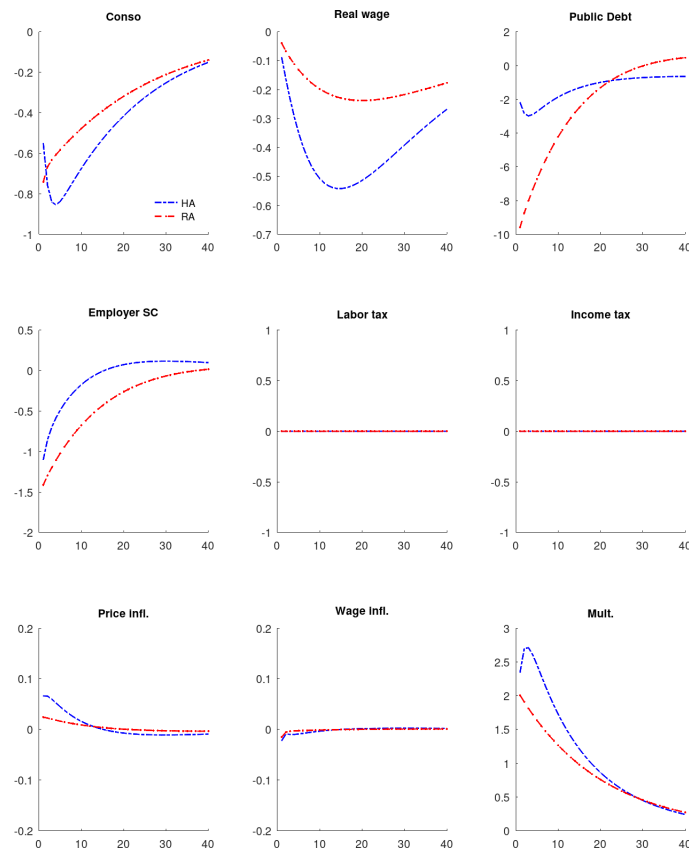 Conso
0
-0.2
-0.4
-0.6
-0.8
-1
0 10 20 30 40
HA
RA
Real wage
0
-0.1
-0.2
-0.3
-0.4
-0.5
-0.6
-0.7
0 10 20 30 40
Public Debt
2
0
-2
-4
-6
-8
-10
0 10 20 30 40
Employer SC
0.5
0
-0.5
-1
-1.5
-2
0 10 20 30 40
Labor tax
1
0.5
0
-0.5
-1
0 10 20 30 40
Income tax
1
0.5
0
-0.5
-1
0 10 20 30 40
Price infl.
0.2
0.1
0
-0.1
-0.2
0 10 20 30 40
Wage infl.
0.2
0.1
0
-0.1
-0.2
0 10 20 30 40
Mult.
3
2.5
2
1.5
1
0.5
0
0 10 20 30 40